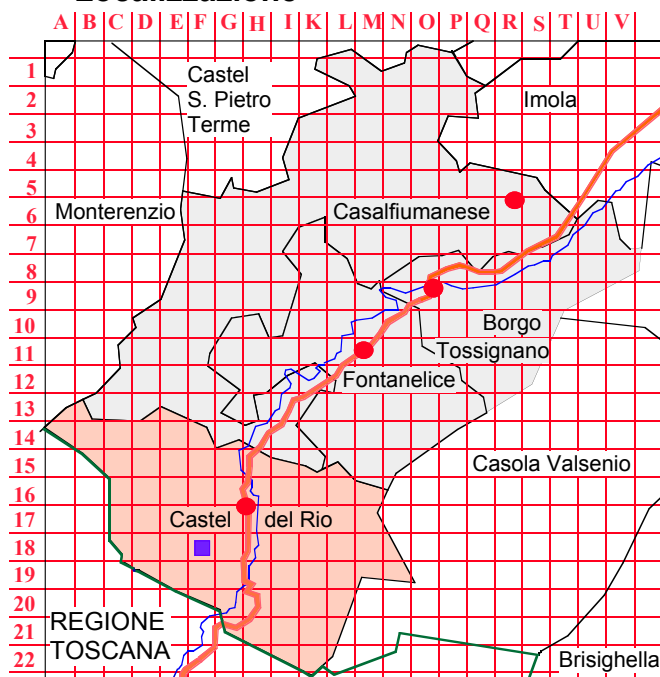 Localizzazione
A B C D E F G H I K L M N O P Q R S T U V
1
2
3
4
5
6
7
8
9
10
11
12
13
14
15
16
17
18
19
20
21
22
Castel
S. Pietro
Terme
Imola
Monterenzio
Casalfiumanese
Borgo
Tossignano
Fontanelice
Casola Valsenio
Castel del Rio
REGIONE
TOSCANA
Brisighella